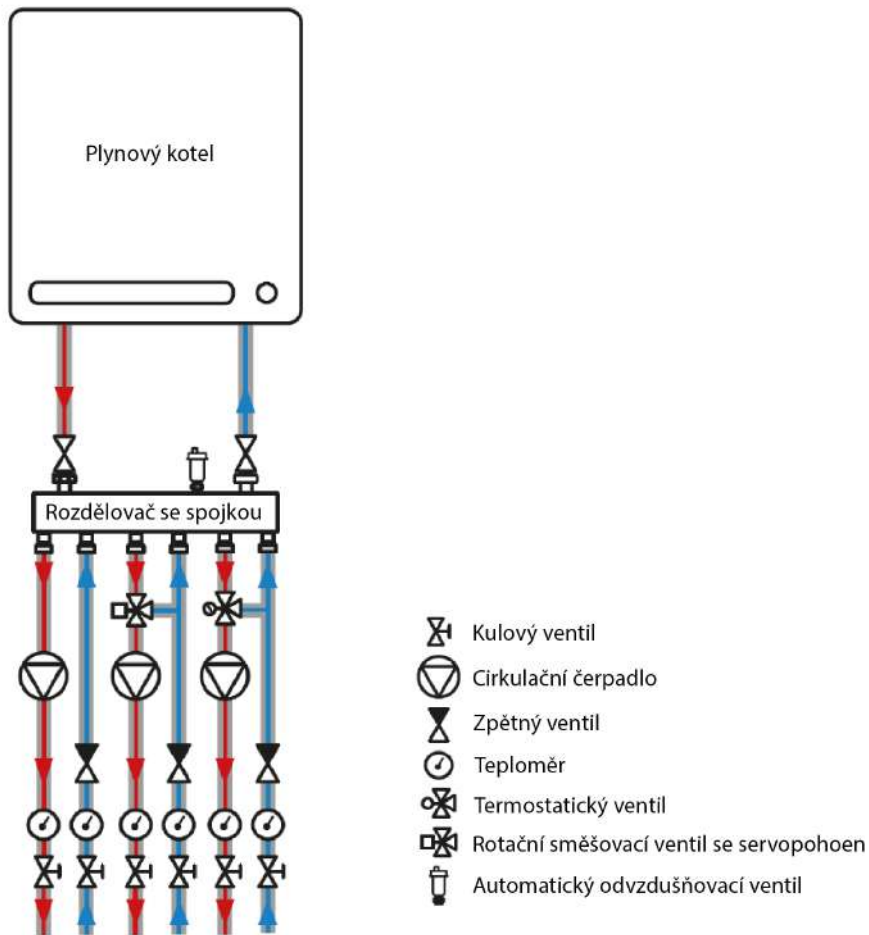 Plynový kotel
Rozdělovač se spojkou
Kulový ventil
Cirkulační čerpadlo
Zpětný ventil
Teploměr
Termostatický ventil
Rotační směšovací ventil se servopohoen
Automatický odvzdušňovací ventil